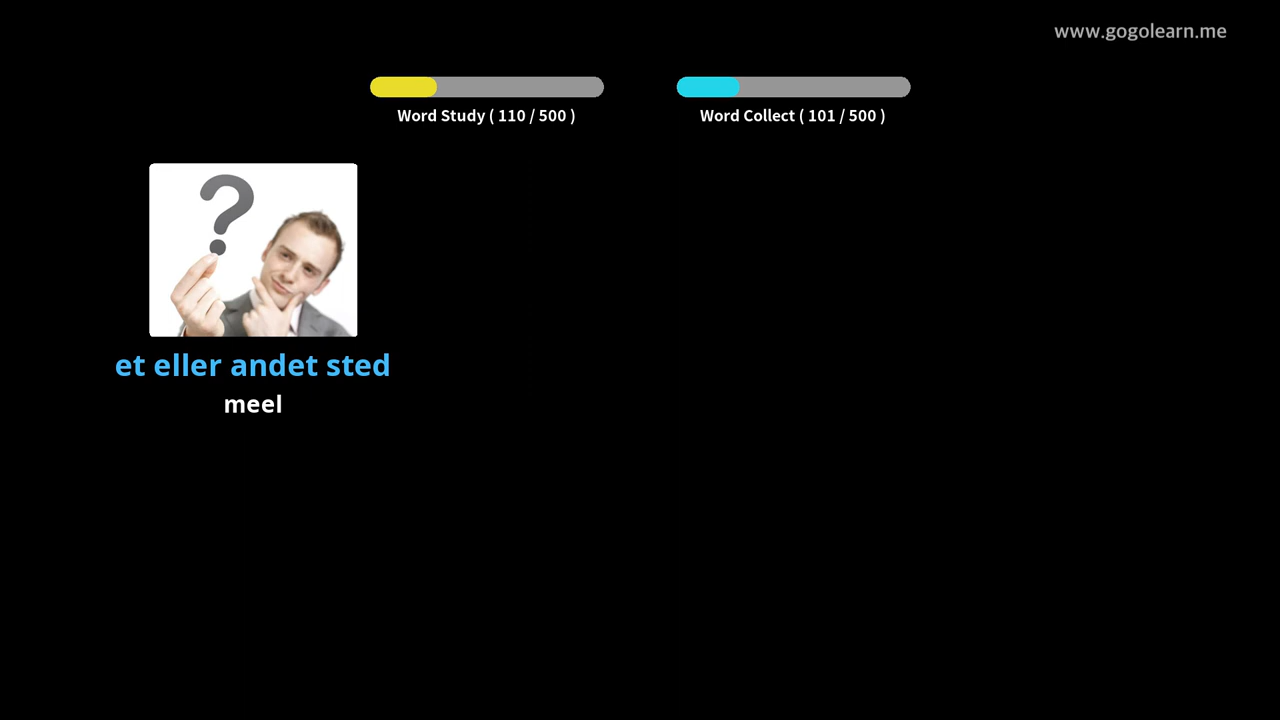 www.gogolearn.me
Word Study ( 110 / 500 )
Word Collect ( 101 / 500 )
et eller andet sted
meel